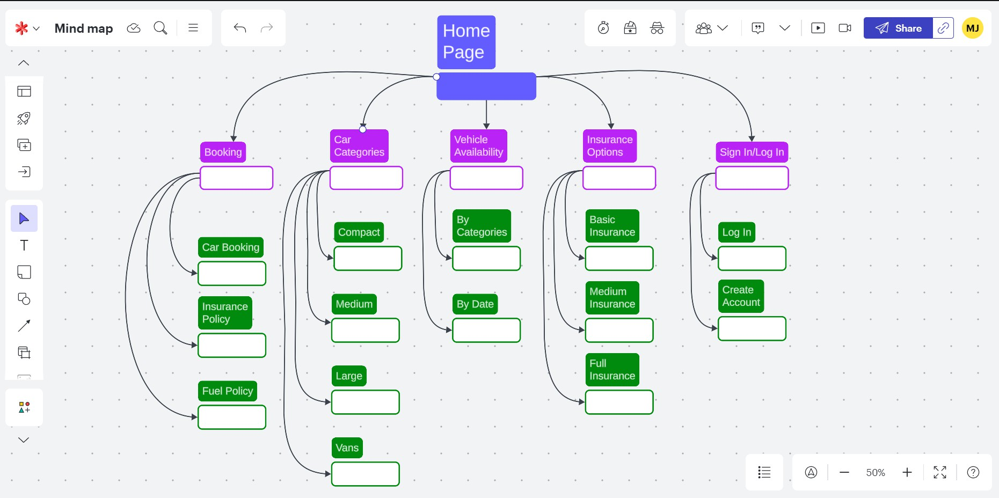 Mind map
Share
MJ
Home
Page
Booking
Car
Categories
Vehicle
Availability
Insurance
Options
Sign In/Log In
Car Booking
Insurance
Policy
Fuel Policy
Compact
Medium
Large
Vans
By
Categories
By Date
Basic
Insurance
Medium
Insurance
Full
Insurance
Log In
Create
Account
T
50%